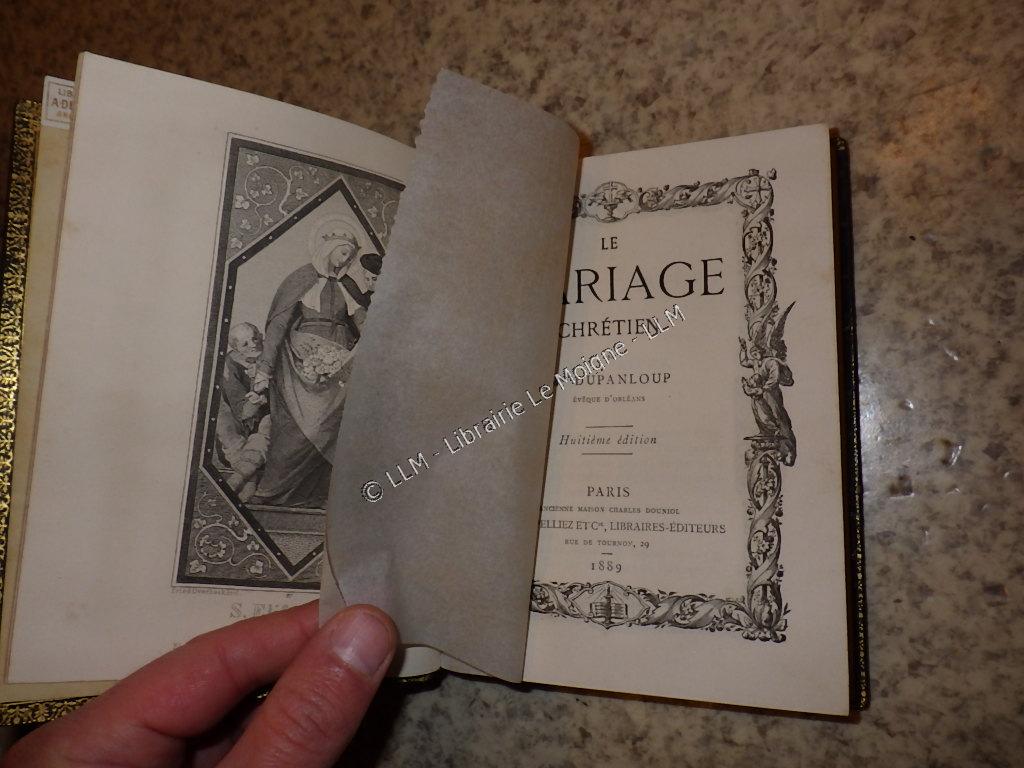 LE
ARIAGE
CHRÉTIEN
DUPANLOUP
ÉVÊQUE D'ORLÉANS
Huitième édition
PARIS
ANCIENNE MAISON CHARLES DOUNIOL
ELLIEZ ET Cie, LIBRAIRES-ÉDITEURS
RUE DE TOURNON, 29
1889
© LLM - Librairie Le Moigne - LLM